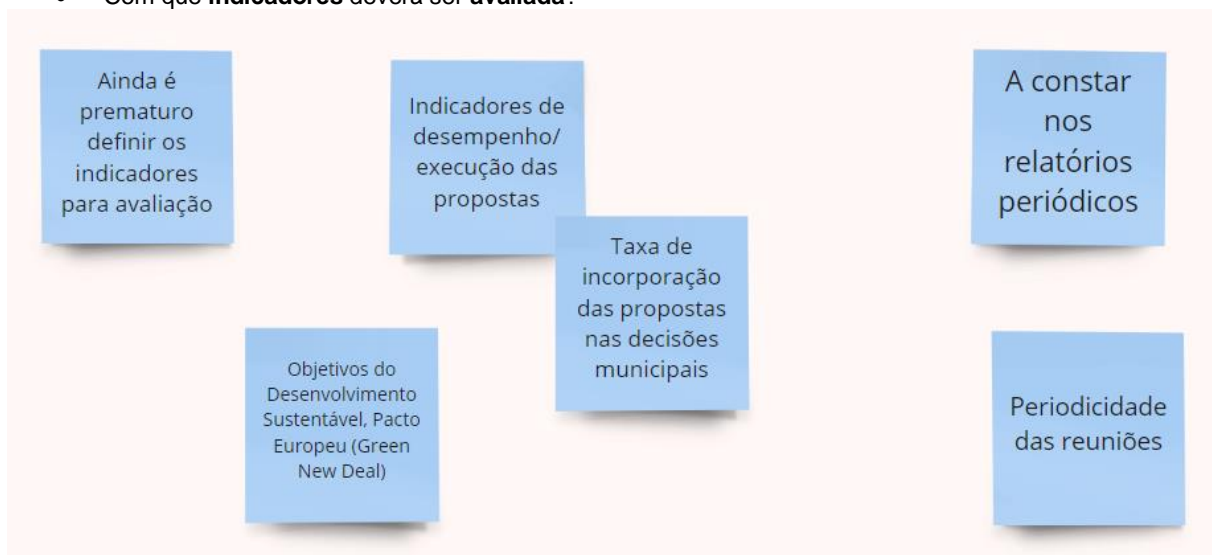 Com que indicadores deverá ser avaliada?
Ainda é
prematuro
definir os
indicadores
para avaliação
Indicadores de
desempenho/
execução das
propostas
Taxa de
incorporação
das propostas
nas decisões
municipais
Objetivos do
Desenvolvimento
Sustentável, Pacto
Europeu (Green
New Deal)
A constar
nos
relatórios
periódicos
Periodicidade
das reuniões